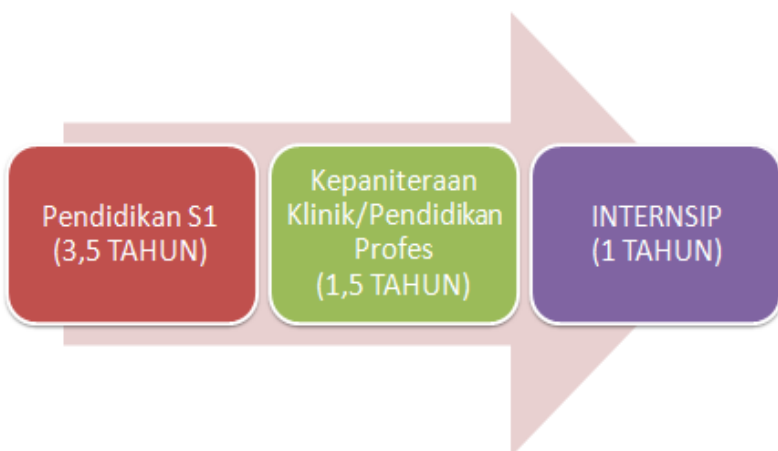 Pendidikan S1
(3,5 TAHUN)
Kepaniteraan
Klinik/Pendidikan
Profes
(1,5 TAHUN)
INTERNSIP
(1 TAHUN)